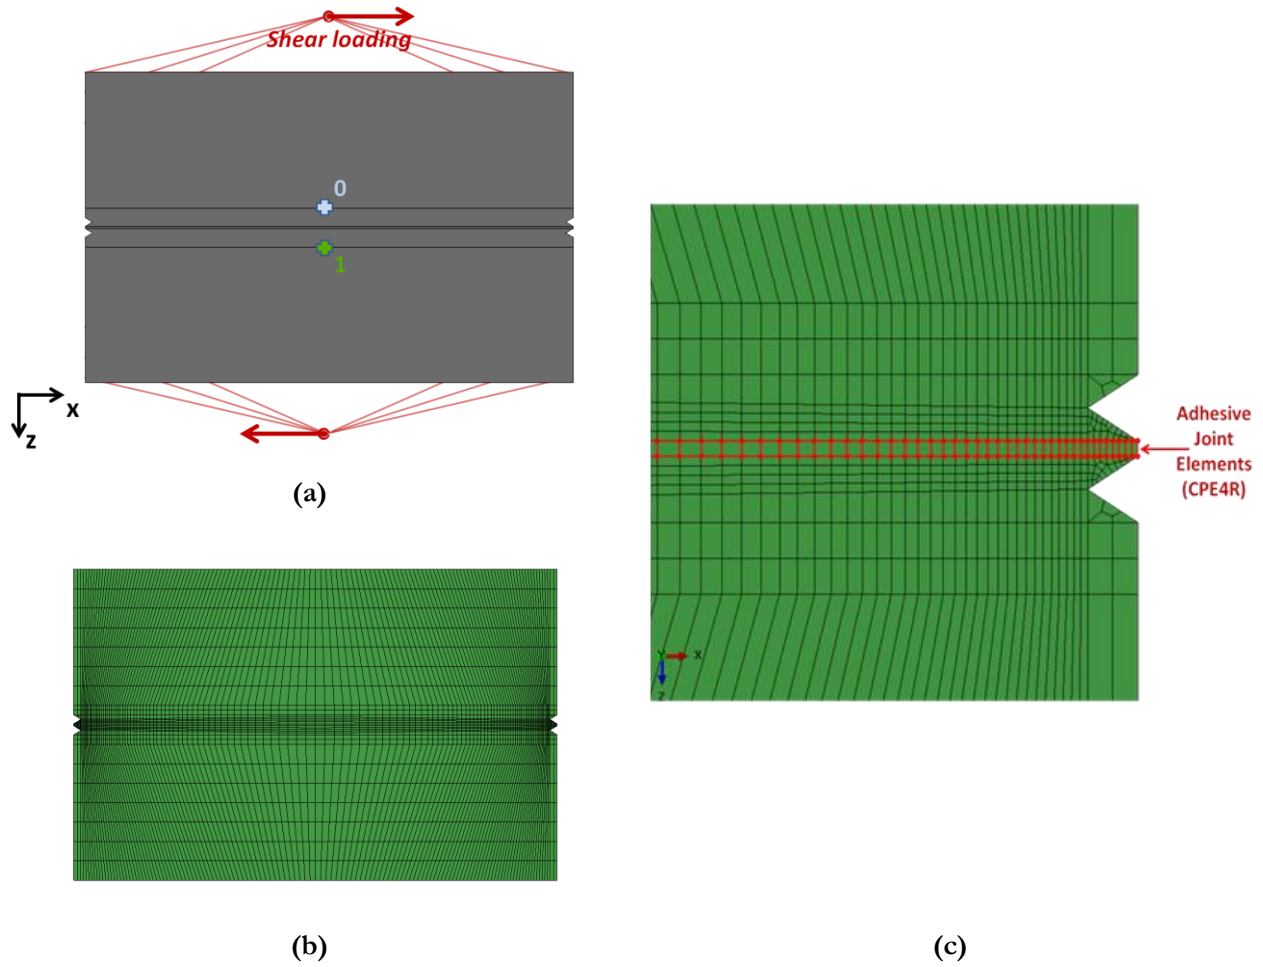 Shear loading
0
1
x
z
(a)
(b)
Adhesive
Joint
Elements
(CPE4R)
Y
X
Z
(c)